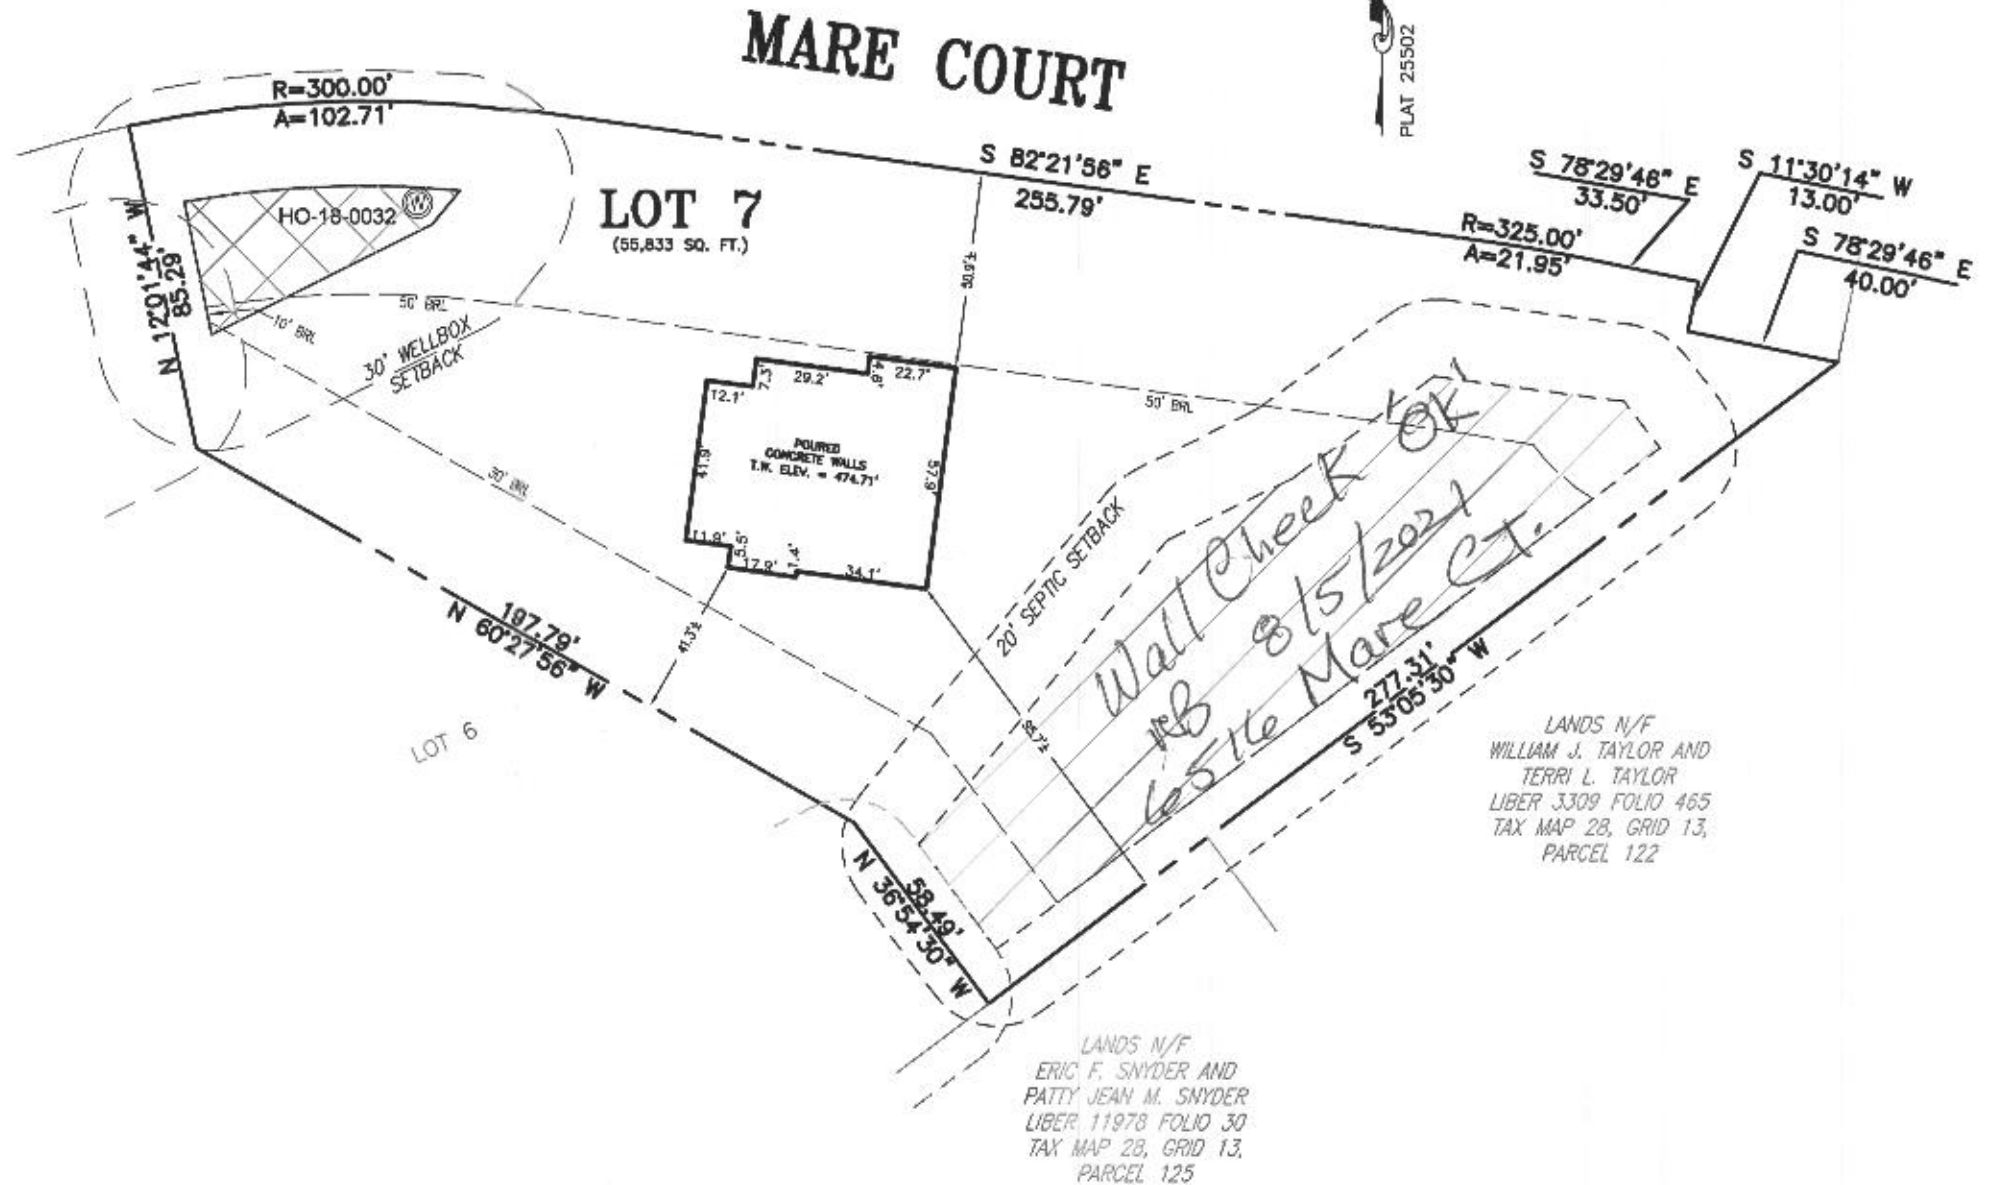 MARE COURT
PLAT 25502
R=300.00'
A=102.71'
S 82°21'56" E
255.79'
S 78°29'46" E
33.50'
S 11°30'14" W
13.00'
R=325.00'
A=21.95'
S 78°29'46" E
40.00'
LOT 7
(55,833 SQ. FT.)
HO-18-0032
W
N 12°01'44" W
85.29'
50' BRL
10' BRL
30' WELLBOX
SETBACK
30' BRL
50' BRL
12.1'
7.3'
29.2'
4.8'
22.7'
41.9'
57.9'
POURED
CONCRETE WALLS
T.W. ELEV. = 474.71'
11.9'
5.5'
17.9'
1.4'
34.1'
41.3'±
20' SEPTIC SETBACK
Wall Check OK!
8/5/2021
Mare Ct.
197.79'
N 60°27'56" W
LOT 6
277.31'
S 53°05'30" W
58.49'
N 36°54'30" W
LANDS N/F
WILLIAM J. TAYLOR AND
TERRI L. TAYLOR
LIBER 3309 FOLIO 465
TAX MAP 28, GRID 13,
PARCEL 122
LANDS N/F
ERIC F. SNYDER AND
PATTY JEAN M. SNYDER
LIBER 11978 FOLIO 30
TAX MAP 28, GRID 13,
PARCEL 125